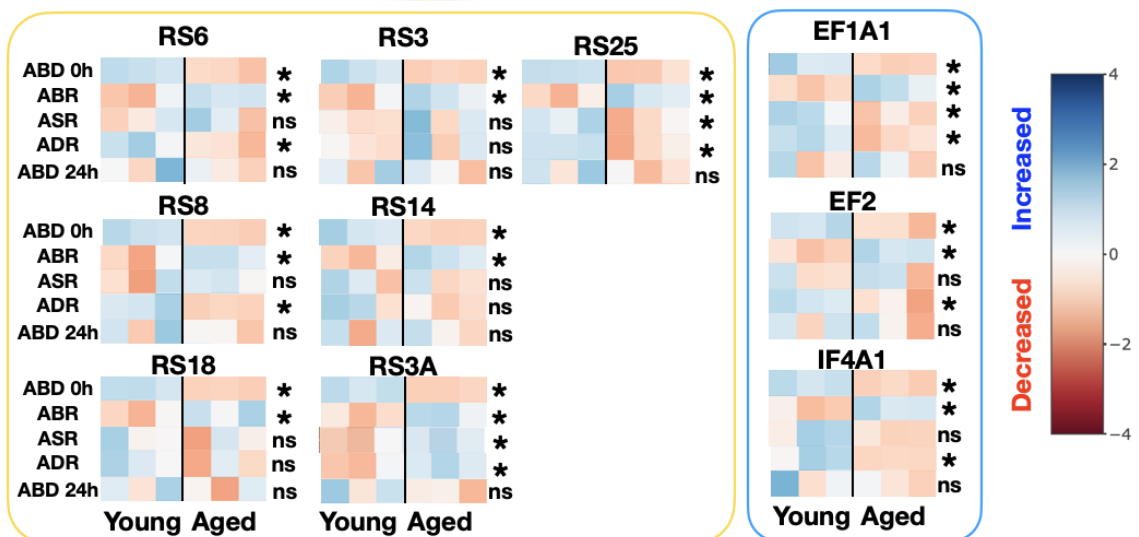 RS6
RS3
RS25
EF1A1
ABD 0h
ABR
ASR
ADR
ABD 24h
*
*
ns
*
ns
*
*
ns
ns
ns
*
*
*
*
ns
*
*
*
*
ns
RS8
RS14
EF2
ABD 0h
ABR
ASR
ADR
ABD 24h
*
*
ns
*
ns
*
*
ns
ns
ns
*
*
ns
*
ns
RS18
RS3A
IF4A1
ABD 0h
ABR
ASR
ADR
ABD 24h
*
*
ns
ns
ns
*
*
*
*
ns
*
*
ns
*
ns
Young Aged
Young Aged
Young Aged
Increased
Decreased
4
2
0
−2
−4